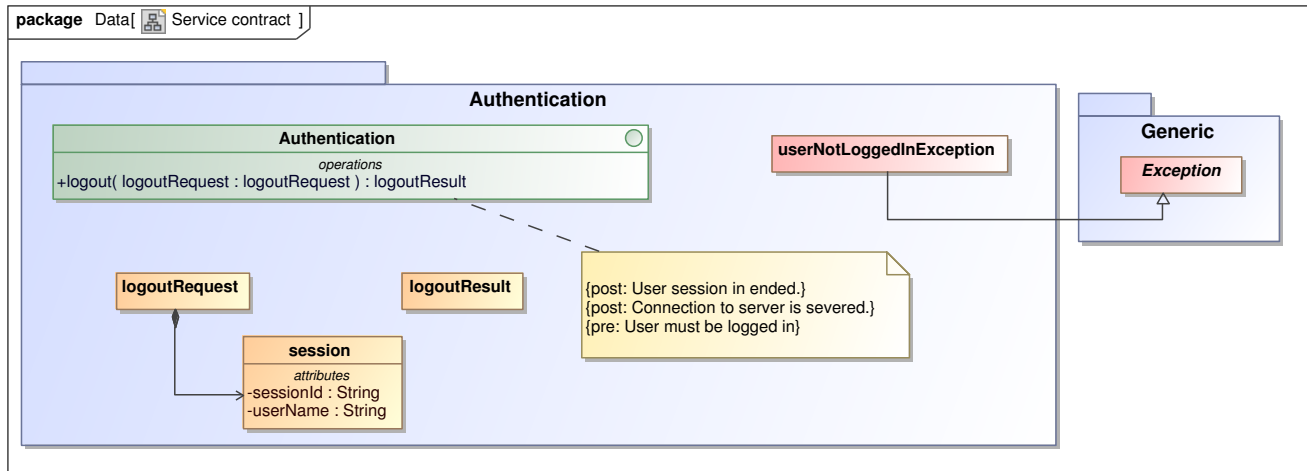 package Data[ Service contract ]
Authentication
Authentication
operations
+logout( logoutRequest : logoutRequest ) : logoutResult
userNotLoggedInException
Generic
Exception
logoutRequest
logoutResult
{post: User session in ended.}
{post: Connection to server is severed.}
{pre: User must be logged in}
session
attributes
-sessionId : String
-userName : String